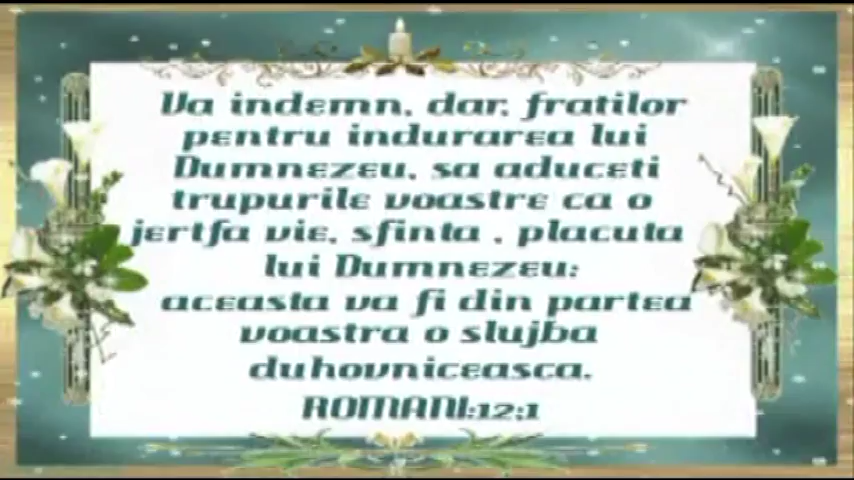 Va indemn, dar, fratilor
pentru indurarea lui
Dumnezeu, sa aduceti
trupurile voastre ca o
jertfa vie, sfinta , placuta
lui Dumnezeu:
aceasta va fi din partea
voastra o slujba
duhovniceasca.
ROMANI:12;1